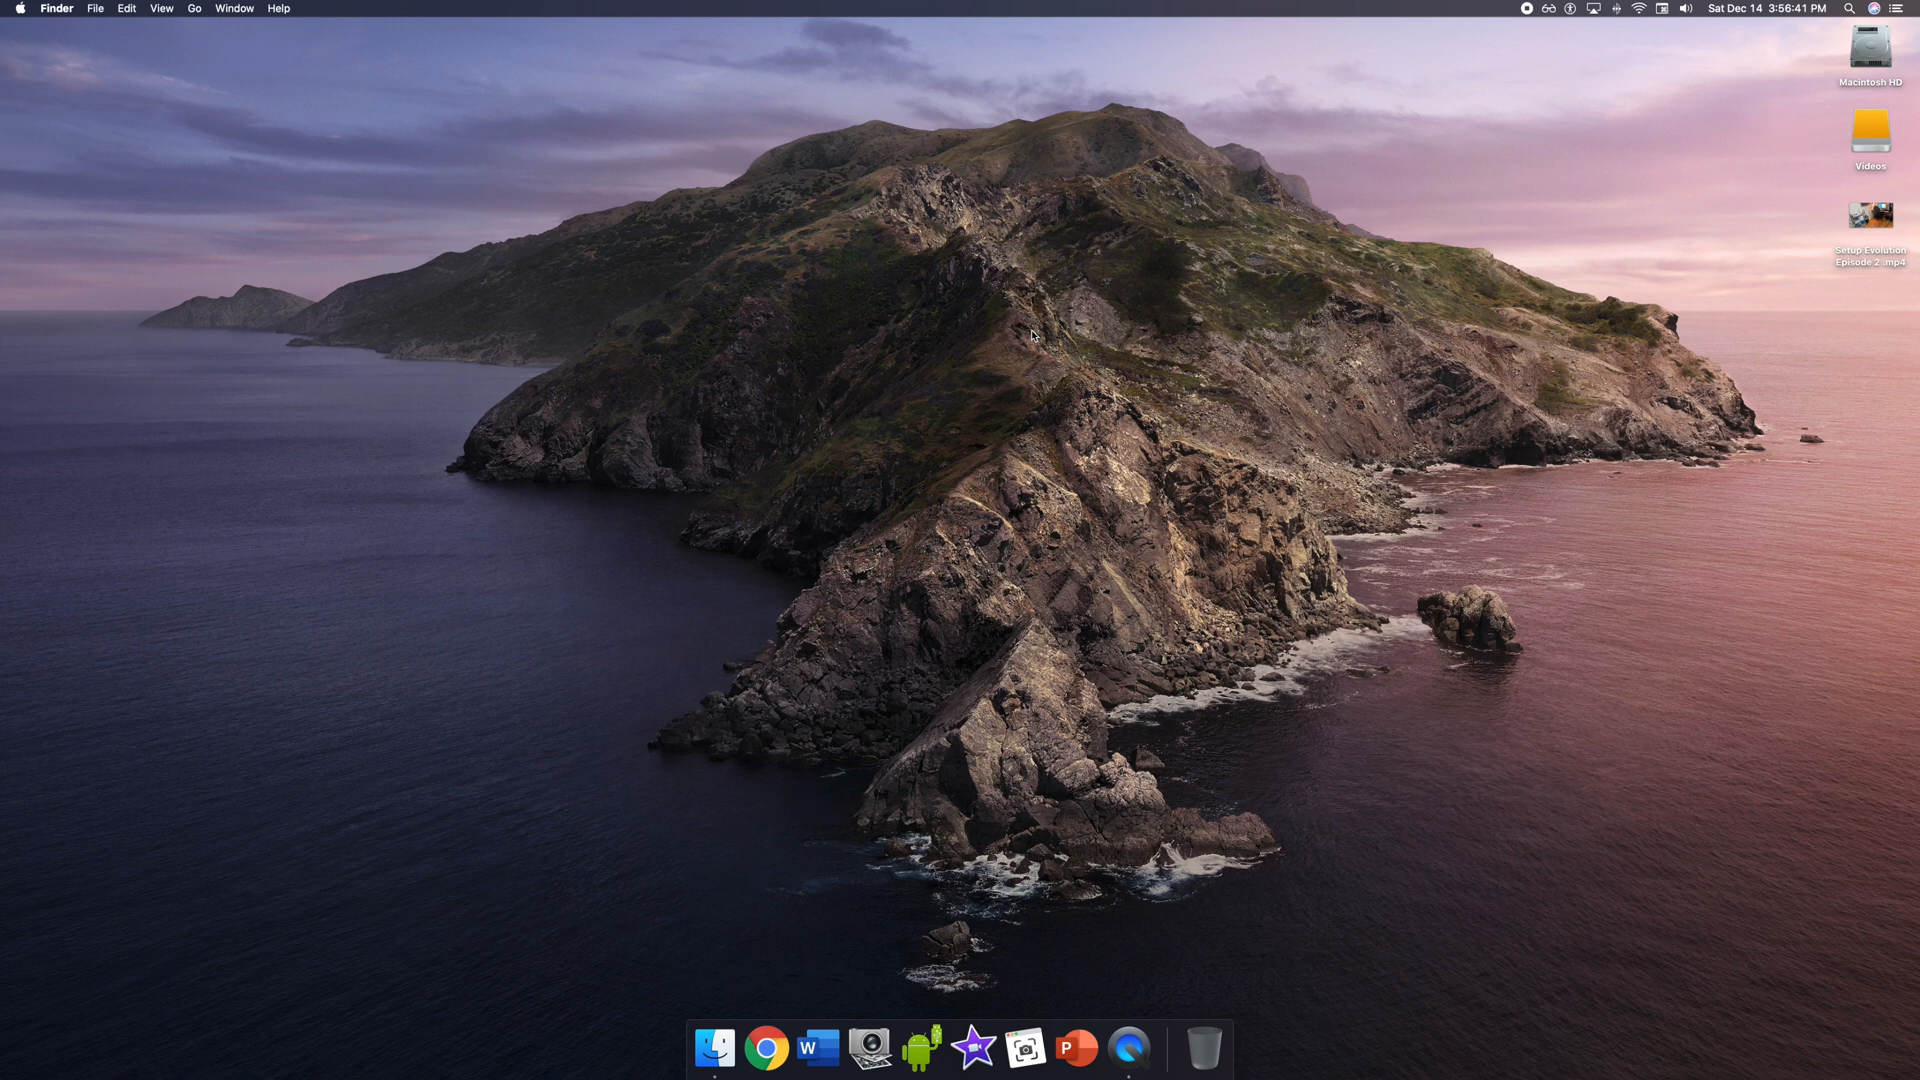 Finder File Edit View Go Window Help Sat Dec 14 3:56:41 PM
Macintosh HD
Videos
Setup Evolution
Episode 2 .mp4
W P